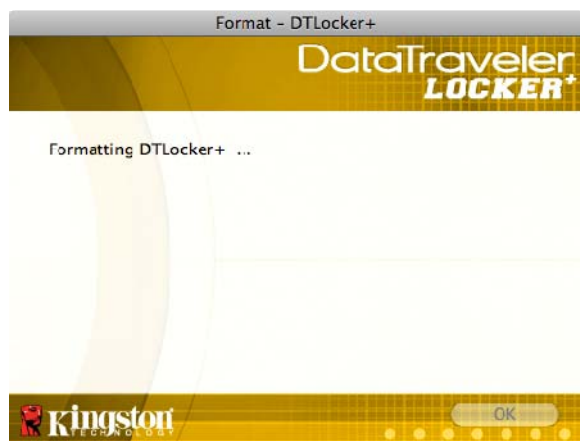 Format – DTLocker+
DataTraveler
LOCKER+
Formatting DTLocker+ ...
Kingston
TECHNOLOGY
OK